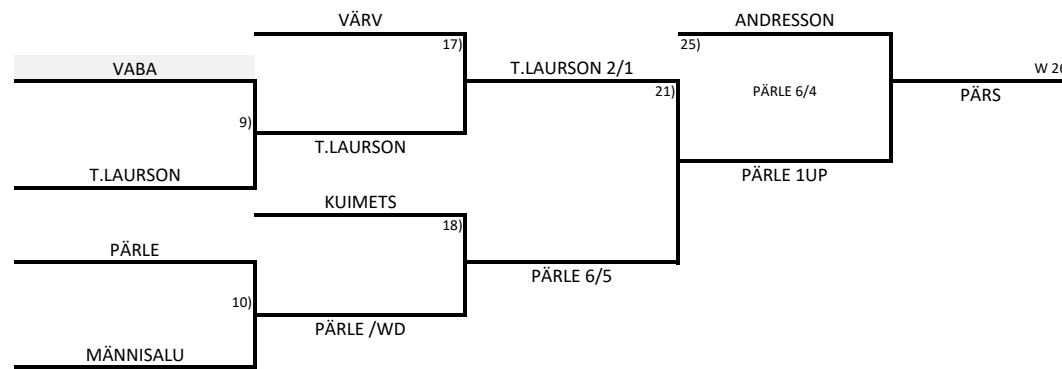 VÄRV
ANDRESSON
17)
25)
VABA
T.LAURSON 2/1
W 26
21)
PÄRLE 6/4
PÄRS
9)
T.LAURSON
T.LAURSON
PÄRLE 1UP
KUIMETS
18)
PÄRLE
PÄRLE 6/5
10)
PÄRLE /WD
MÄNNISALU